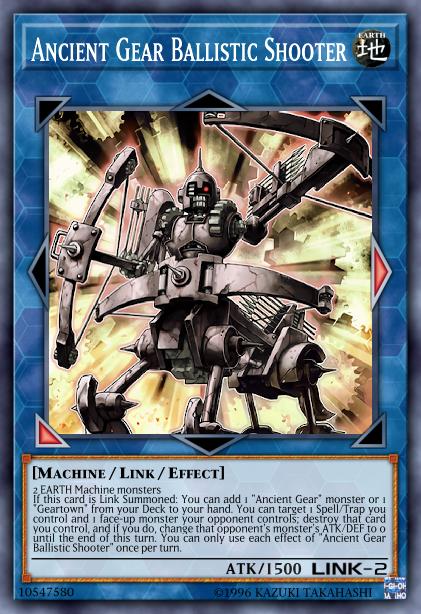 ANCIENT GEAR BALLISTIC SHOOTER
EARTH
地
[MACHINE / LINK / EFFECT]
2 EARTH Machine monsters
If this card is Link Summoned: You can add 1 "Ancient Gear" monster or 1
"Geartown" from your Deck to your hand. You can target 1 Spell/Trap you
control and 1 face-up monster your opponent controls; destroy that card
you control, and if you do, change that opponent's monster's ATK/DEF to 0
until the end of this turn. You can only use each effect of "Ancient Gear
Ballistic Shooter" once per turn.
ATK/1500 LINK-2
10547580 ©1996 KAZUKI TAKAHASHI